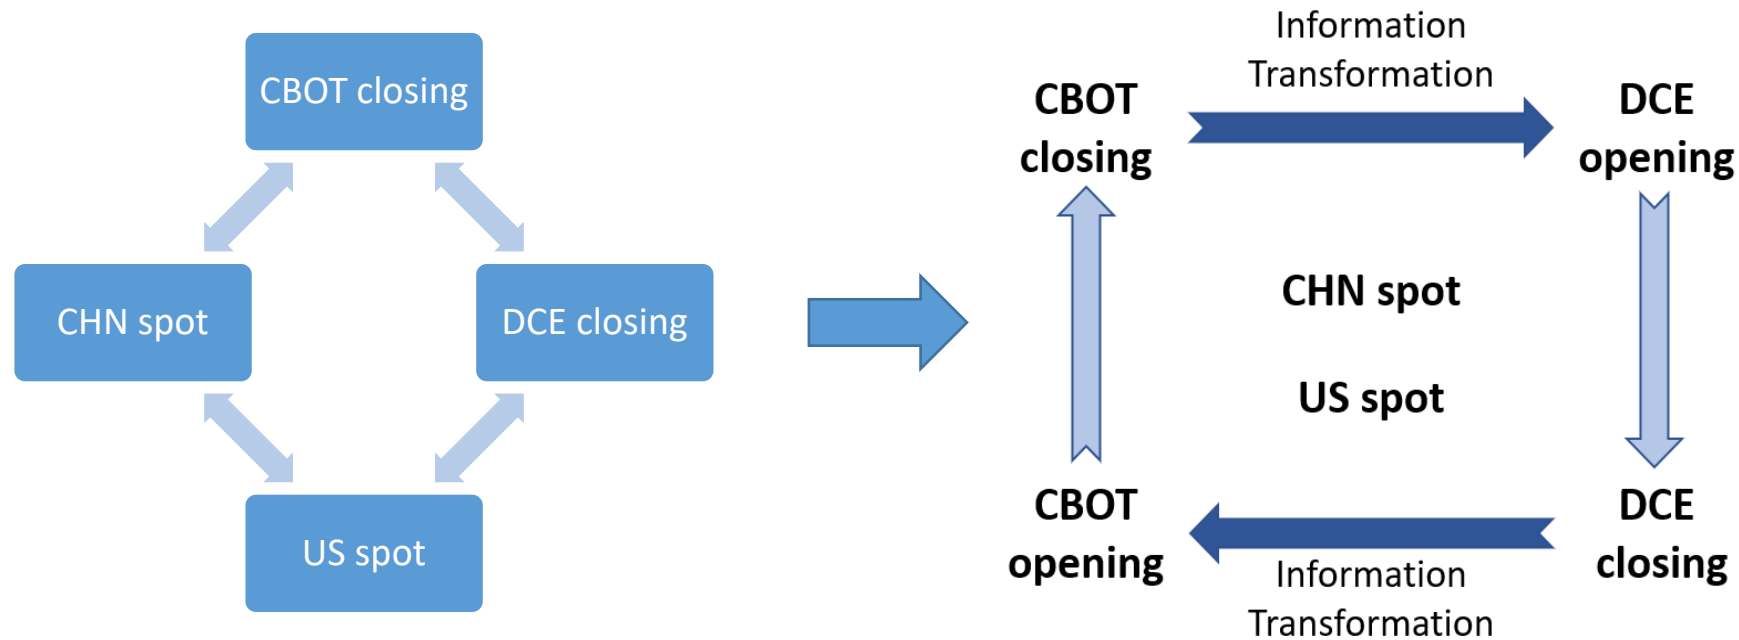 CBOT closing
CHN spot
DCE closing
US spot
Information
Transformation
CBOT
closing
DCE
opening
CHN spot
US spot
CBOT
opening
DCE
closing
Information
Transformation